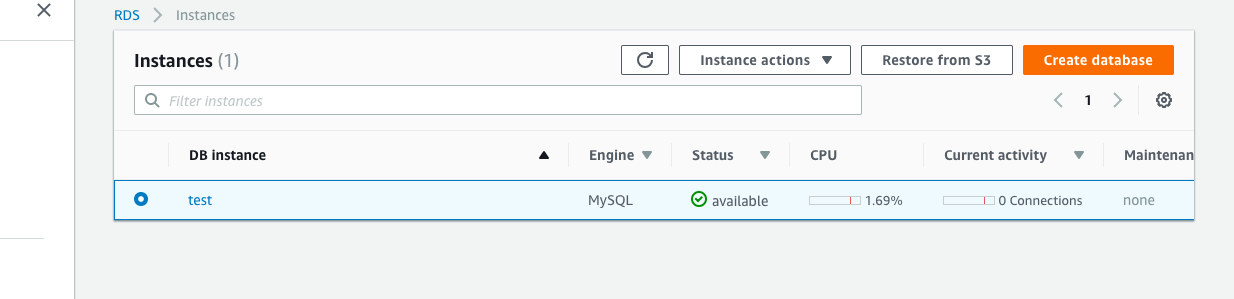 RDS Instances
Instances (1)
Instance actions
Restore from S3
Create database
Filter instances
1
DB instance Engine Status CPU Current activity
test MySQL available 1.69% 0 Connections none